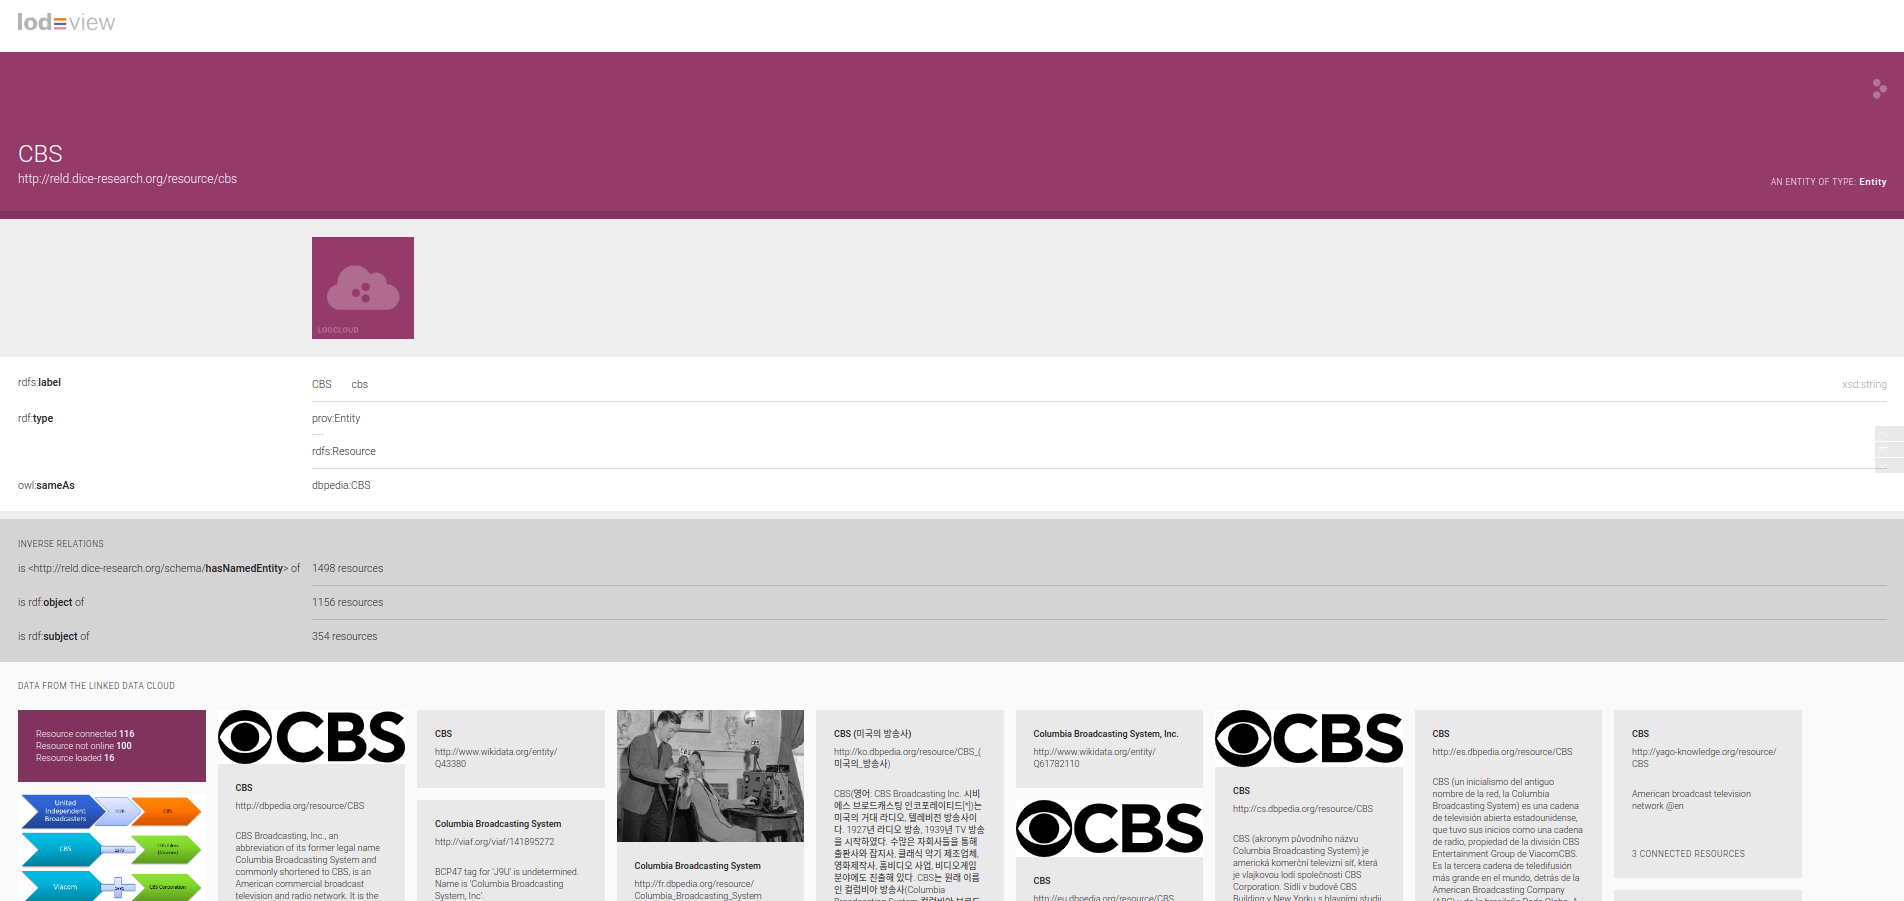 lodview
CBS
http://reld.dice-research.org/resource/cbs
AN ENTITY OF TYPE: Entity
LODCLOUD
rdfs:label
CBS cbs
xsd:string
rdf:type
prov:Entity
rdfs:Resource
owl:sameAs
dbpedia:CBS
INVERSE RELATIONS
is <http://reld.dice-research.org/schema/hasNamedEntity> of
1498 resources
is rdf:object of
1156 resources
is rdf:subject of
354 resources
DATA FROM THE LINKED DATA CLOUD
Resource connected 116
Resource not online 100
Resource loaded 16
United
Independent
Broadcasters
CBS
CBS
Viacom
CBS Corporation
CBS
CBS
http://dbpedia.org/resource/CBS
CBS Broadcasting, Inc., an
abbreviation of its former legal name
Columbia Broadcasting System and
commonly shortened to CBS, is an
American commercial broadcast
television and radio network. It is the
CBS
http://www.wikidata.org/entity/
Q43380
Columbia Broadcasting System
http://viaf.org/viaf/141895272
BCP47 tag for 'J9U' is undetermined.
Name is 'Columbia Broadcasting
System, Inc'.
Columbia Broadcasting System
http://fr.dbpedia.org/resource/
Columbia_Broadcasting_System
CBS (미국의 방송사)
http://ko.dbpedia.org/resource/CBS_(
미국의_방송사)
CBS(영어: CBS Broadcasting Inc. 시비
에스 브로드캐스팅 인코포레이티드[*])는
미국의 거대 라디오, 텔레비전 방송사이
다. 1927년 라디오 방송, 1939년 TV 방송
을 시작하였다. 수많은 자회사들을 통해
출판사와 잡지사, 클래식 악기 제조업체,
영화제작사, 홈비디오 사업, 비디오게임
분야에도 진출해 있다. CBS는 원래 이름
인 컬럼비아 방송사(Columbia
Columbia Broadcasting System, Inc.
http://www.wikidata.org/entity/
Q61782110
CBS
CBS
http://eu.dbpedia.org/resource/CBS
CBS
CBS
http://cs.dbpedia.org/resource/CBS
CBS (akronym původního názvu
Columbia Broadcasting System) je
americká komerční televizní síť, která
je vlajkovou lodí společnosti CBS
Corporation. Sídlí v budově CBS
Building v New Yorku s hlavními studii
CBS
http://es.dbpedia.org/resource/CBS
CBS (un inicialismo del antiguo
nombre de la red, la Columbia
Broadcasting System) es una cadena
de televisión abierta estadounidense,
que tuvo sus inicios como una cadena
de radio, propiedad de la división CBS
Entertainment Group de ViacomCBS.
Es la tercera cadena de teledifusión
más grande en el mundo, detrás de la
American Broadcasting Company
CBS
http://yago-knowledge.org/resource/
CBS
American broadcast television
network @en
3 CONNECTED RESOURCES